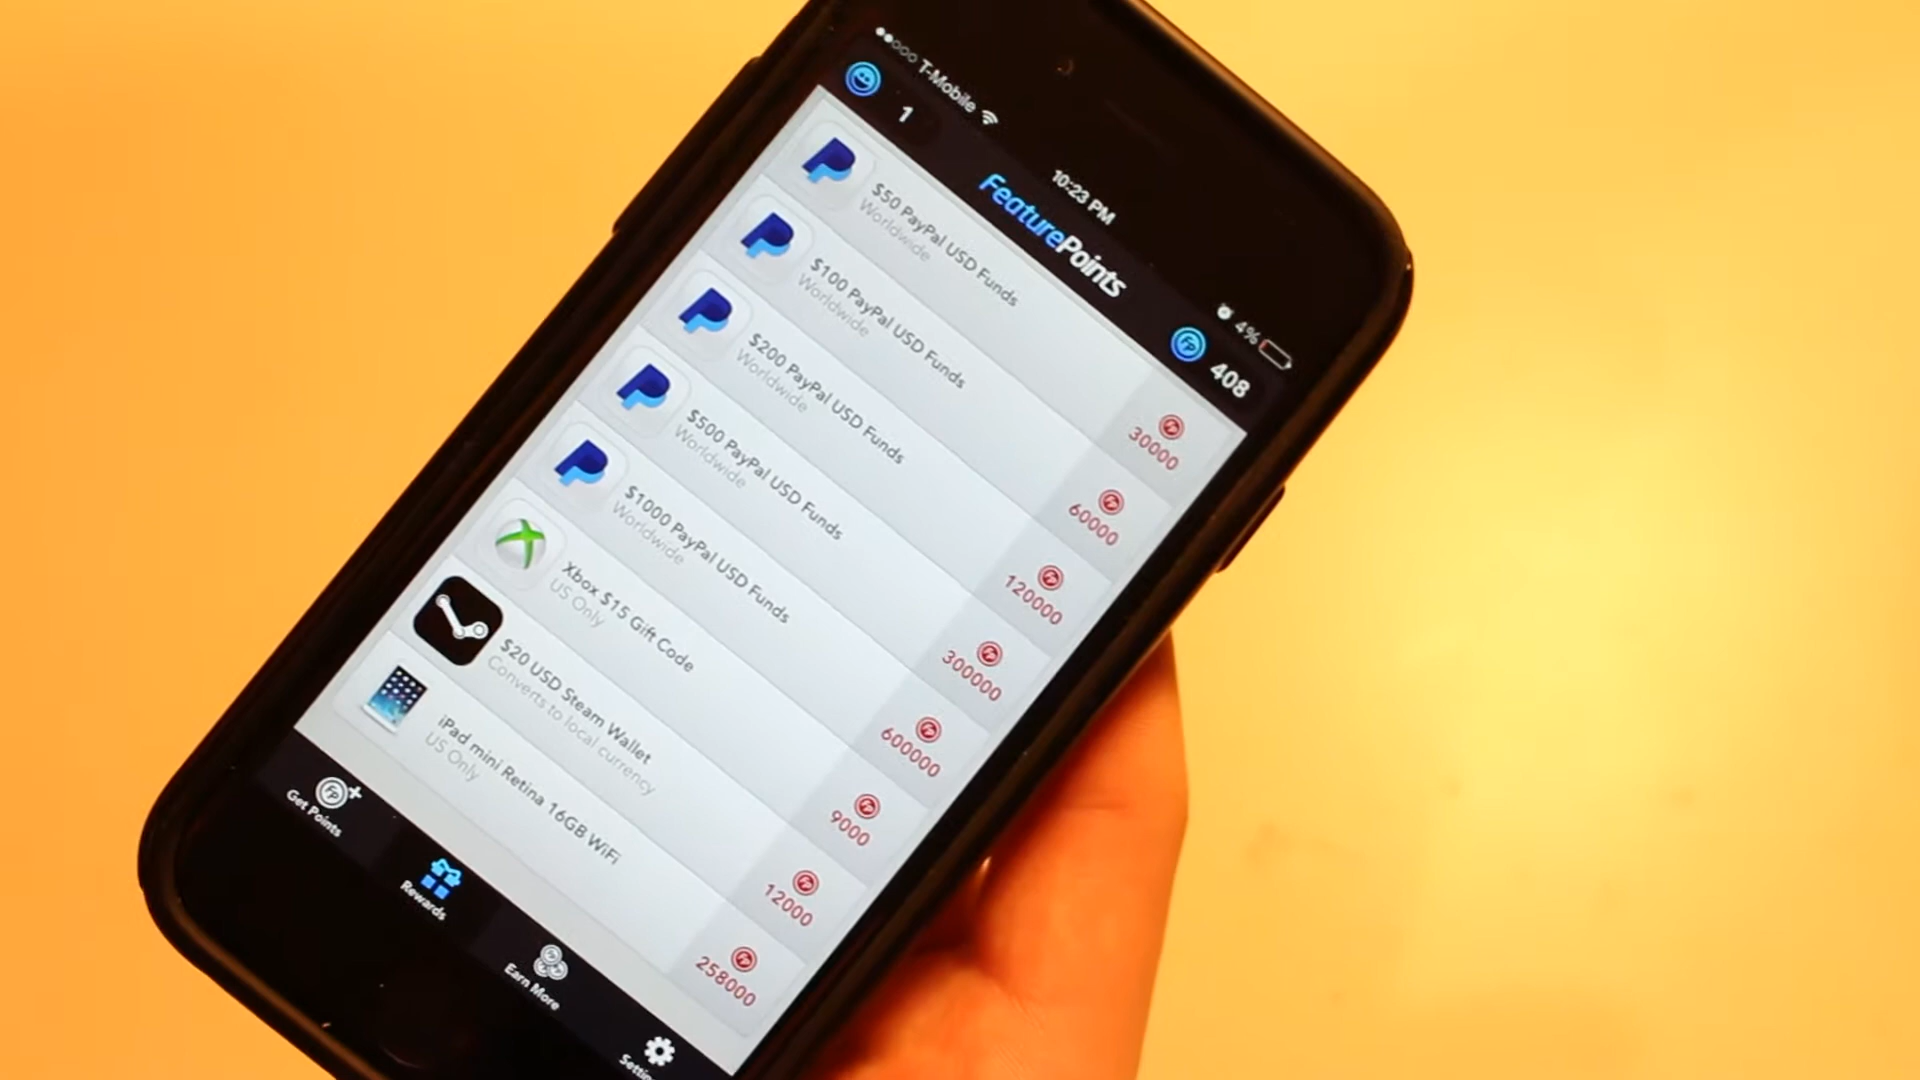 T-Mobile
10:23 PM
4%
1
FeaturePoints
408
$50 PayPal USD Funds
Worldwide
30000
$100 PayPal USD Funds
Worldwide
60000
$200 PayPal USD Funds
Worldwide
120000
$500 PayPal USD Funds
Worldwide
300000
$1000 PayPal USD Funds
Worldwide
600000
Xbox $15 Gift Code
US Only
9000
$20 USD Steam Wallet
Converts to local currency
12000
iPad mini Retina 16GB WiFi
US Only
258000
Get Points
Rewards
Earn More